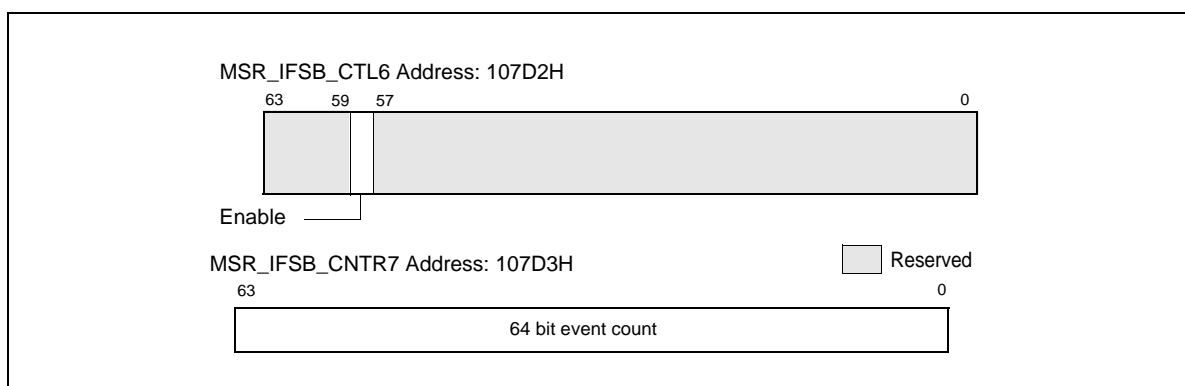 MSR_IFSB_CTL6 Address: 107D2H
63 59 57 0
Enable
MSR_IFSB_CNTR7 Address: 107D3H
Reserved
63 0
64 bit event count